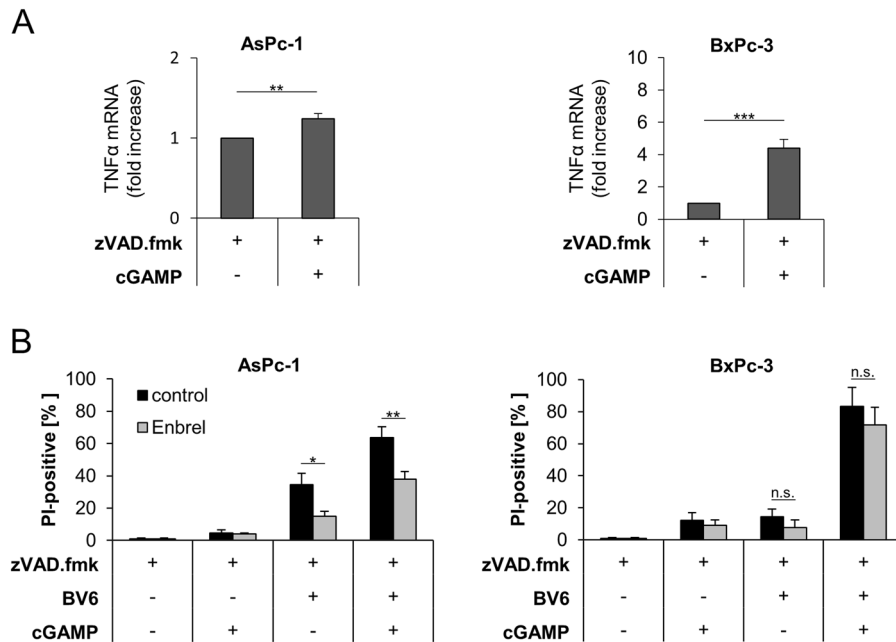 A
AsPc-1
TNFα mRNA
(fold increase)
2
1
0
**
zVAD.fmk + +
cGAMP - +
BxPc-3
TNFα mRNA
(fold increase)
10
8
6
4
2
0
***
zVAD.fmk + +
cGAMP - +
B
AsPc-1
PI-positive [% ]
100
80
60
40
20
0
control
Enbrel
*
**
zVAD.fmk + + + +
BV6 - - + +
cGAMP - + - +
BxPc-3
PI-positive [% ]
100
80
60
40
20
0
n.s.
n.s.
zVAD.fmk + + + +
BV6 - - + +
cGAMP - + - +